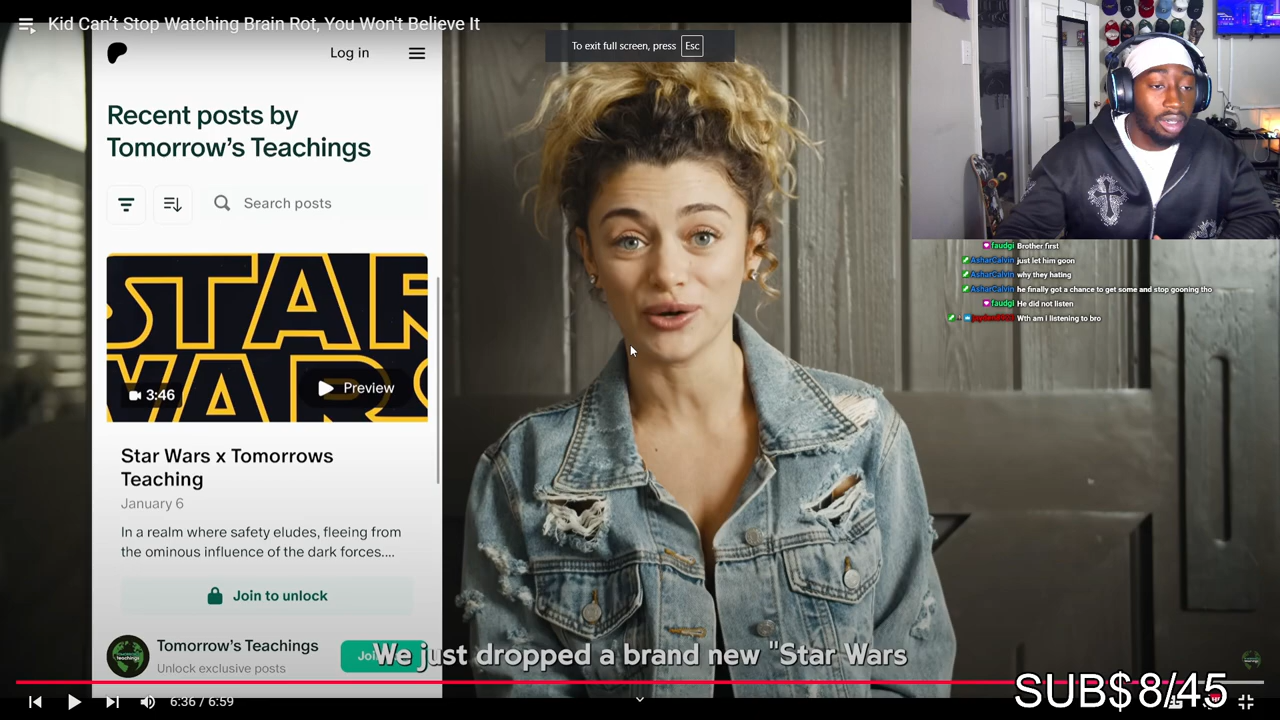 Kid Can't Stop Watching Brain Rot, You Won't Believe It
To exit full screen, press Esc
Log in
Recent posts by
Tomorrow's Teachings
Search posts
STAR
WARS
3:46
Preview
Star Wars x Tomorrows
Teaching
January 6
In a realm where safety eludes, fleeing from
the ominous influence of the dark forces....
Join to unlock
Tomorrow's Teachings
Unlock exclusive posts
We just dropped a brand new "Star Wars
6:36 / 6:59
faudgi Brother first
AsharCalvin just let him goon
AsharCalvin why they hating
AsharCalvin he finally got a chance to get some and stop gooning tho
faudgi He did not listen
Wth am i listening to bro
SUB$ 8/45